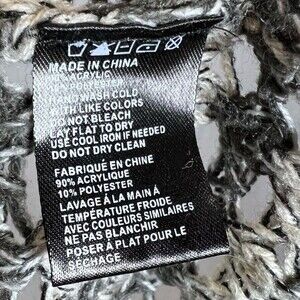 MADE IN CHINA
ACRYLIC
POLYESTER
HAND WASH COLD
WITH LIKE COLORS
DO NOT BLEACH
LAY FLAT TO DRY
USE COOL IRON IF NEEDED
DO NOT DRY CLEAN
FABRIQUÉ EN CHINE
90% ACRYLIQUE
10% POLYESTER
LAVAGE À LA MAIN À
TEMPÉRATURE FROIDE
AVEC COULEURS SIMILAIRES
NE PAS BLANCHIR
POSER À PLAT POUR LE
SÉCHAGE